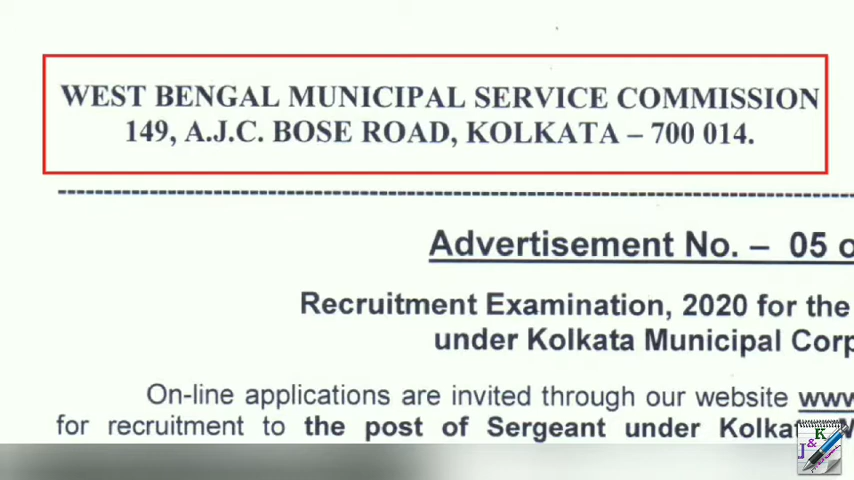 WEST BENGAL MUNICIPAL SERVICE COMMISSION
149, A.J.C. BOSE ROAD, KOLKATA – 700 014.
Advertisement No. – 05
Recruitment Examination, 2020 for the
under Kolkata Municipal
On-line applications are invited through our website
for recruitment to the post of Sergeant under
J&K